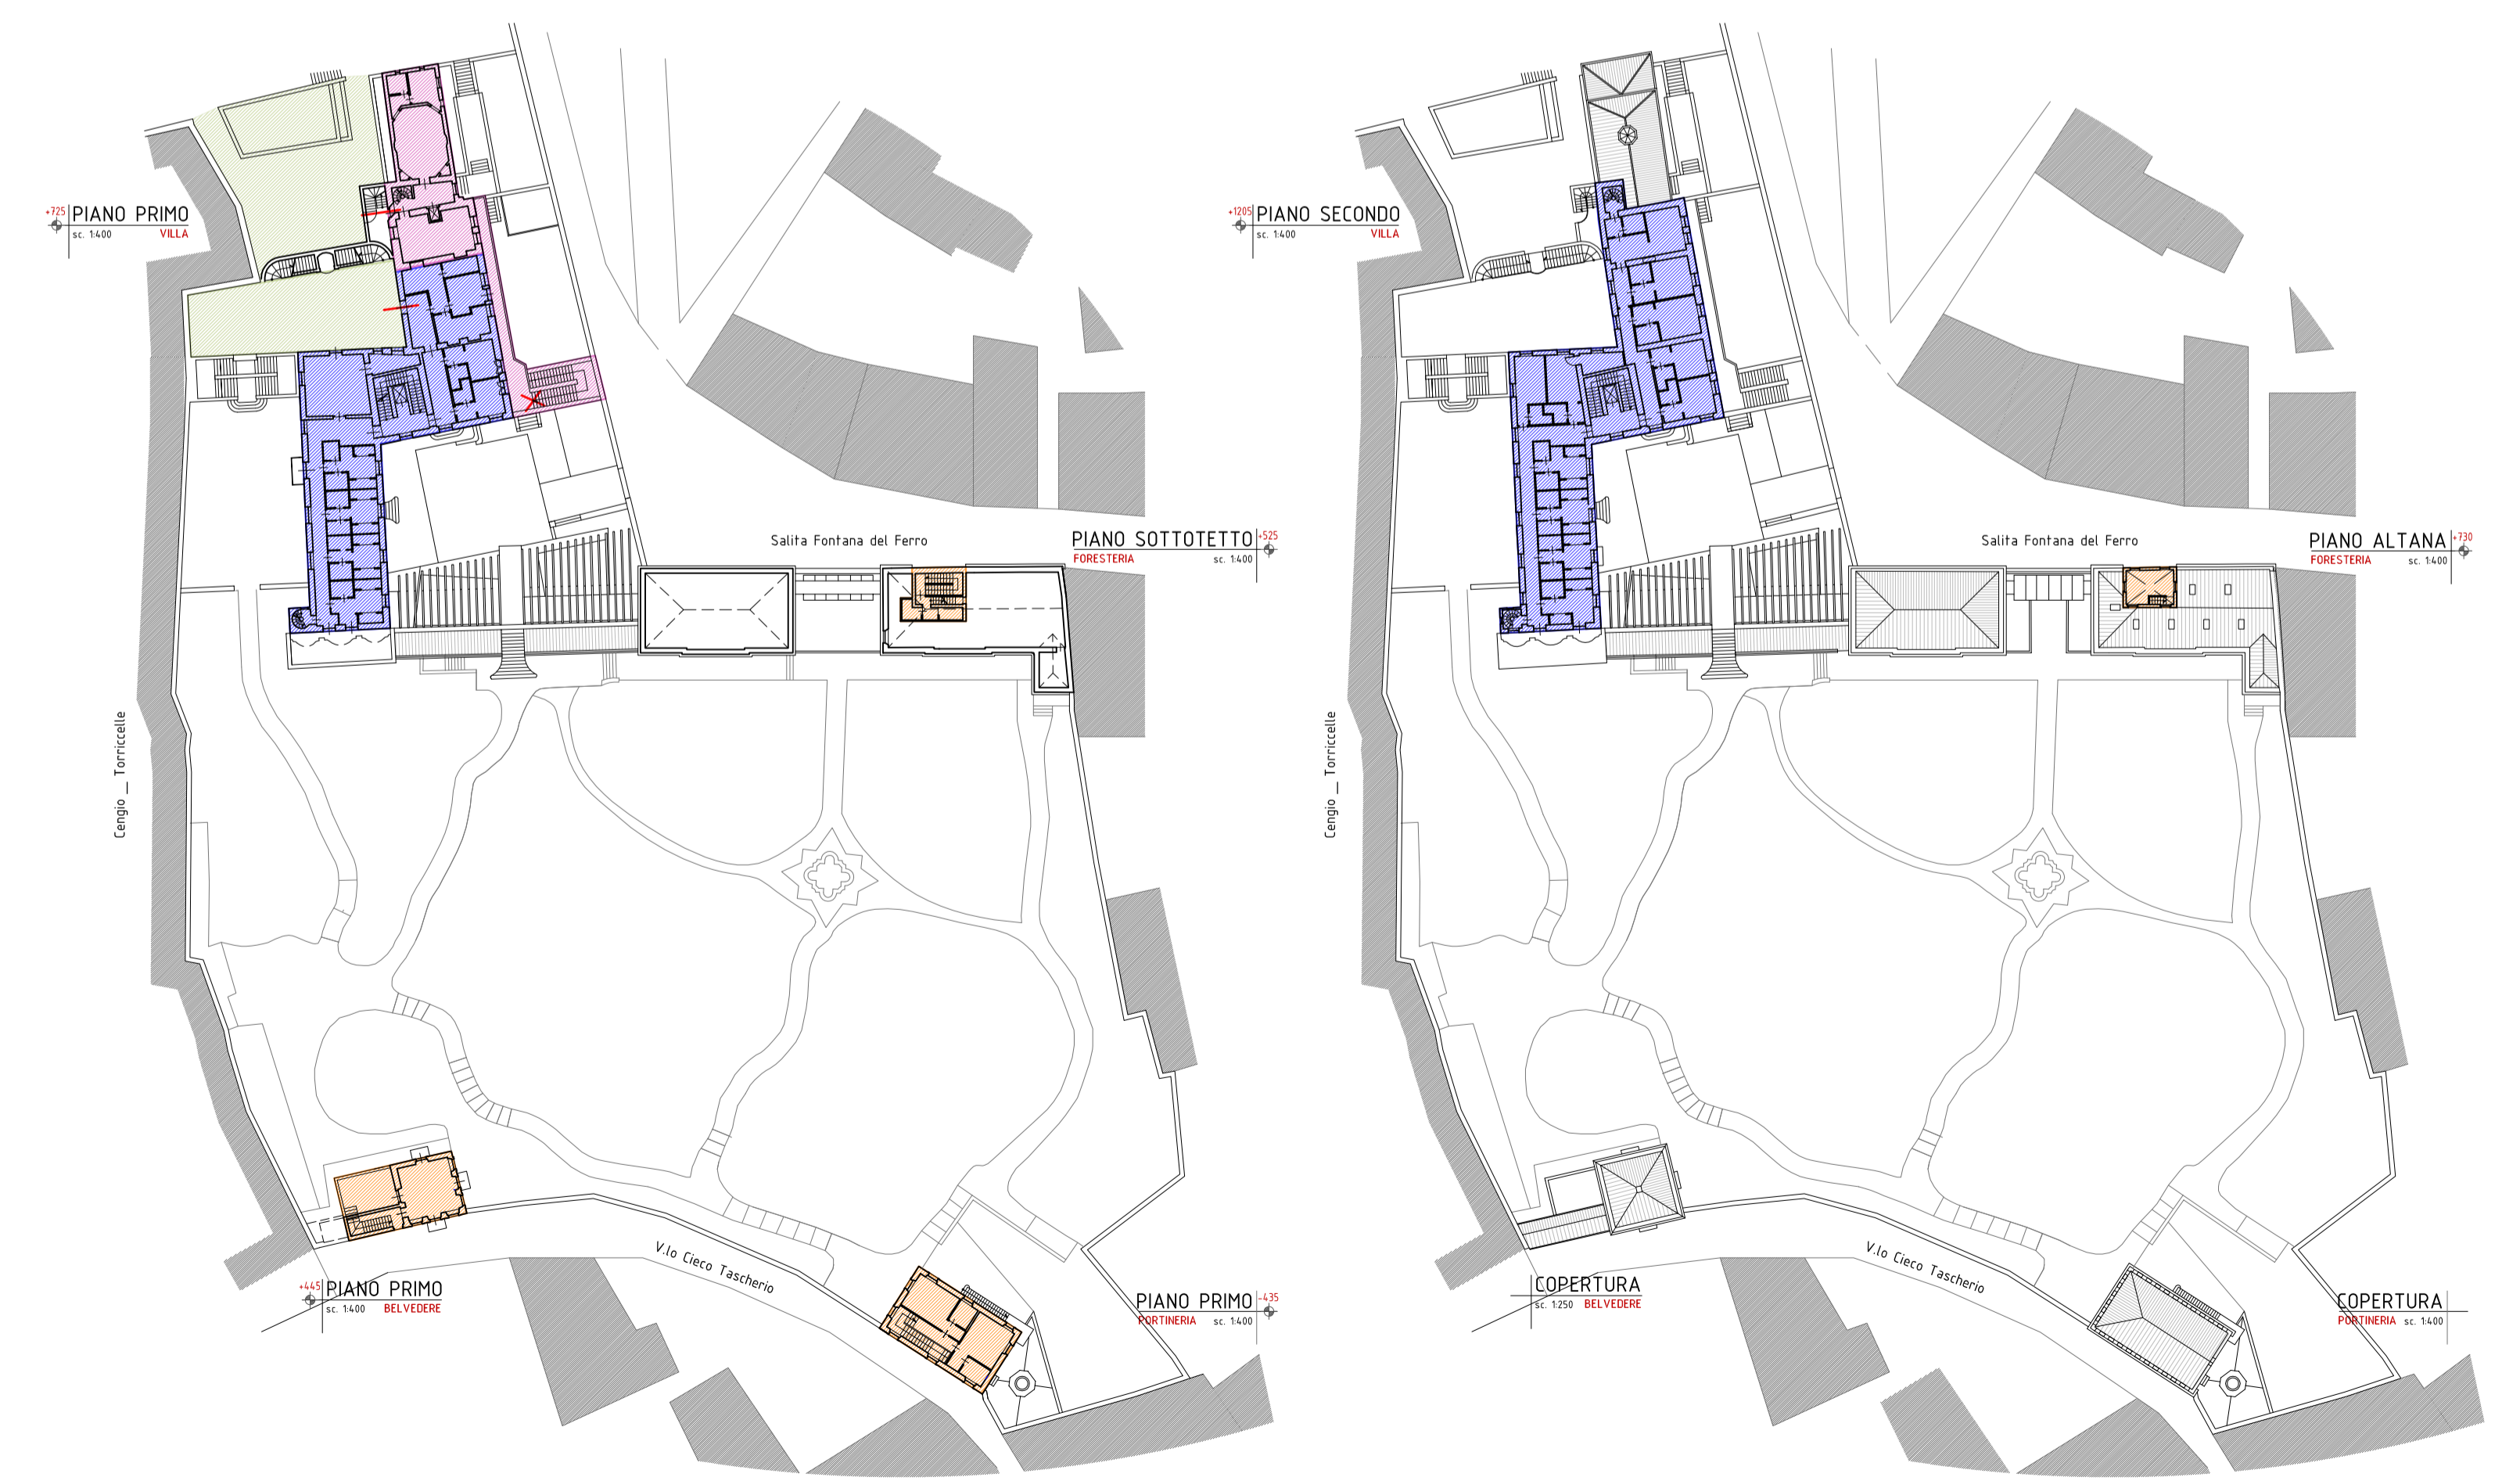 +725 PIANO PRIMO
sc. 1:400 VILLA
+1205 PIANO SECONDO
sc. 1:400 VILLA
Salita Fontana del Ferro
PIANO SOTTOTETTO +525
FORESTERIA sc. 1:400
Salita Fontana del Ferro
PIANO ALTANA +730
FORESTERIA sc. 1:400
Cengio _ Torriccelle
Cengio _ Torriccelle
V.lo Cieco Tascherio
V.lo Cieco Tascherio
+445 PIANO PRIMO
sc. 1:400 BELVEDERE
PIANO PRIMO -435
PORTINERIA sc. 1:400
COPERTURA
sc. 1:250 BELVEDERE
COPERTURA
PORTINERIA sc. 1:400